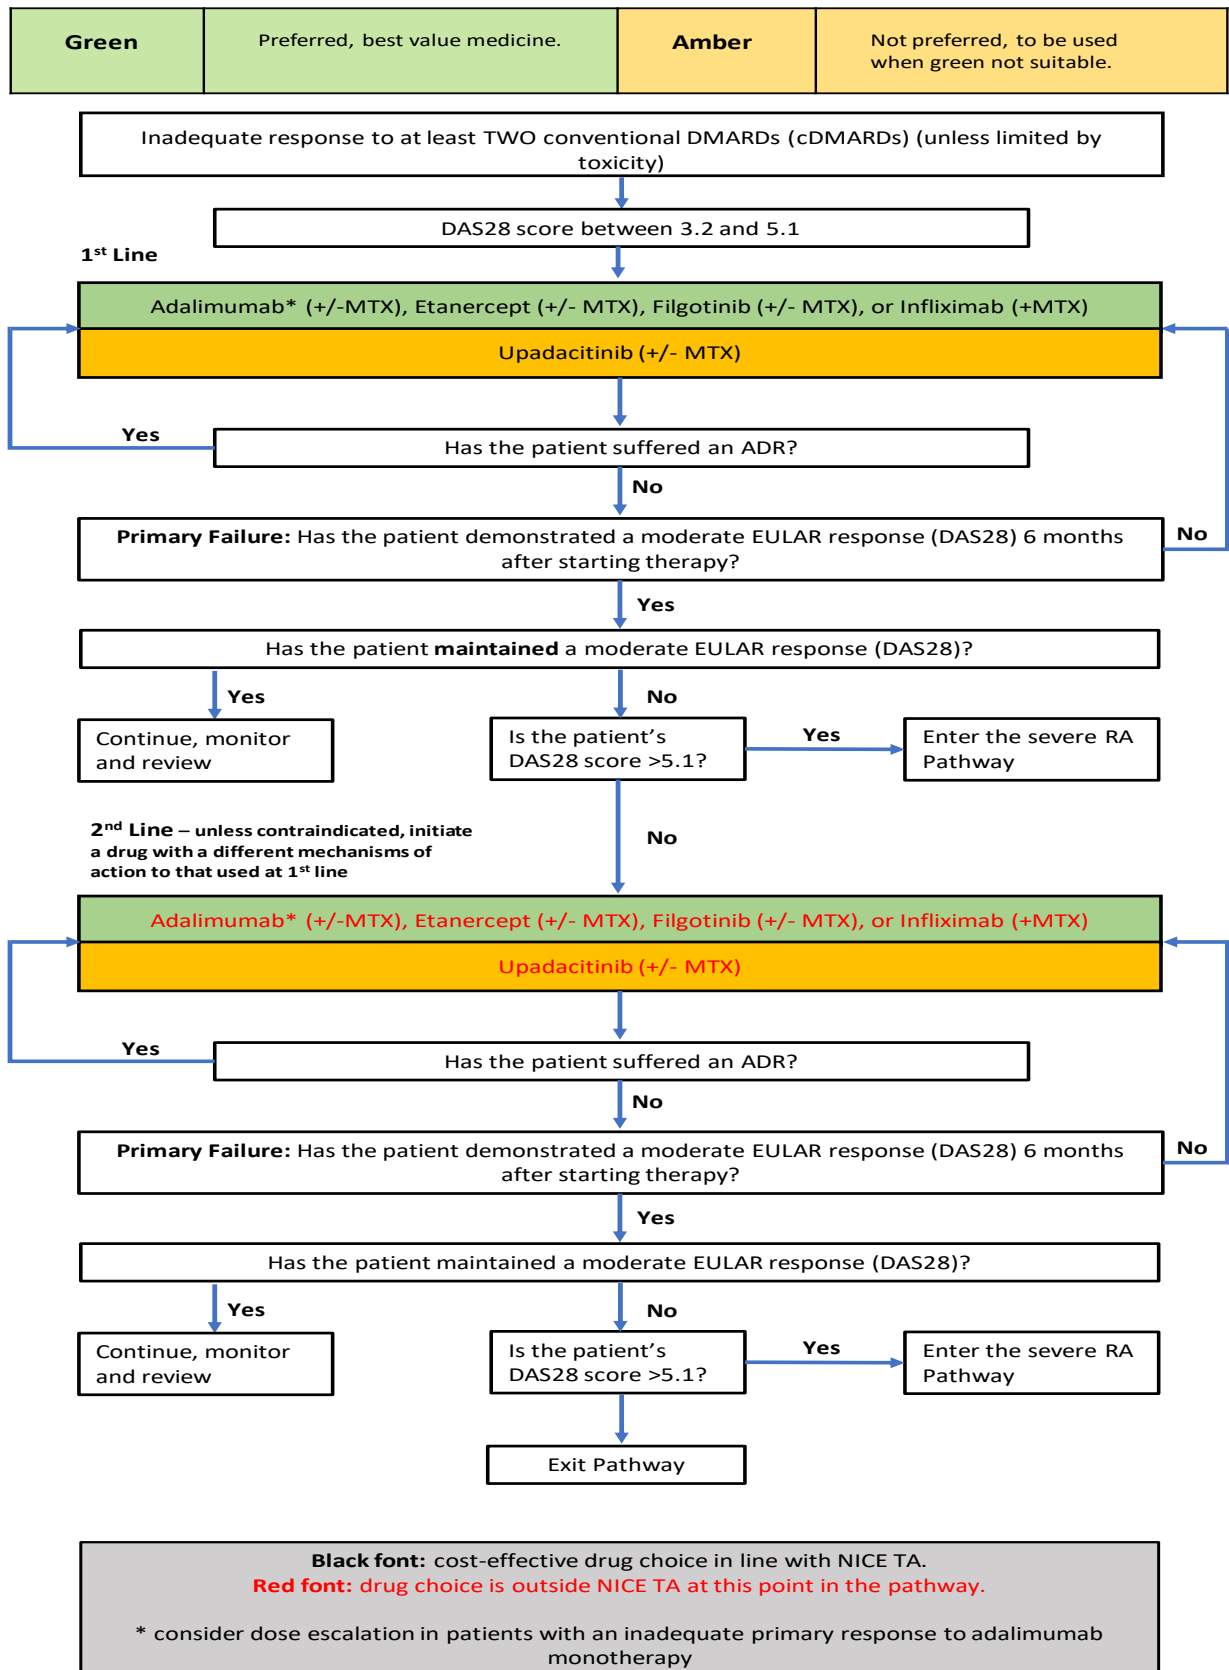 Green
Preferred, best value medicine.
Amber
Not preferred, to be used
when green not suitable.
Inadequate response to at least TWO conventional DMARDs (cDMARDs) (unless limited by
toxicity)
DAS28 score between 3.2 and 5.1
1st Line
Adalimumab* (+/-MTX), Etanercept (+/- MTX), Filgotinib (+/- MTX), or Infliximab (+MTX)
Upadacitinib (+/- MTX)
Yes
Has the patient suffered an ADR?
No
Primary Failure: Has the patient demonstrated a moderate EULAR response (DAS28) 6 months
after starting therapy?
No
Yes
Has the patient maintained a moderate EULAR response (DAS28)?
Yes
No
Continue, monitor
and review
Is the patient's
DAS28 score >5.1?
Yes
Enter the severe RA
Pathway
No
2nd Line – unless contraindicated, initiate
a drug with a different mechanisms of
action to that used at 1st line
Adalimumab* (+/-MTX), Etanercept (+/- MTX), Filgotinib (+/- MTX), or Infliximab (+MTX)
Upadacitinib (+/- MTX)
Yes
Has the patient suffered an ADR?
No
Primary Failure: Has the patient demonstrated a moderate EULAR response (DAS28) 6 months
after starting therapy?
No
Yes
Has the patient maintained a moderate EULAR response (DAS28)?
Yes
No
Continue, monitor
and review
Is the patient's
DAS28 score >5.1?
Yes
Enter the severe RA
Pathway
Exit Pathway
Black font: cost-effective drug choice in line with NICE TA.
Red font: drug choice is outside NICE TA at this point in the pathway.
* consider dose escalation in patients with an inadequate primary response to adalimumab
monotherapy